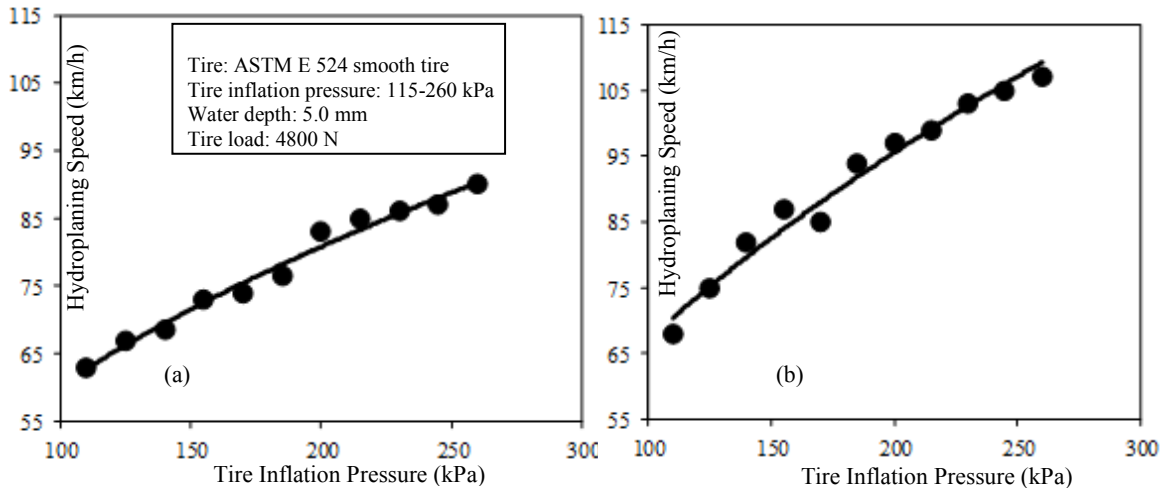 115
105
95
85
75
65
55
Hydroplaning Speed (km/h)
Tire: ASTM E 524 smooth tire
Tire inflation pressure: 115-260 kPa
Water depth: 5.0 mm
Tire load: 4800 N
(a)
100
150
200
250
300
Tire Inflation Pressure (kPa)
115
105
95
85
75
65
55
Hydroplaning Speed (km/h)
(b)
100
150
200
250
300
Tire Inflation Pressure (kPa)